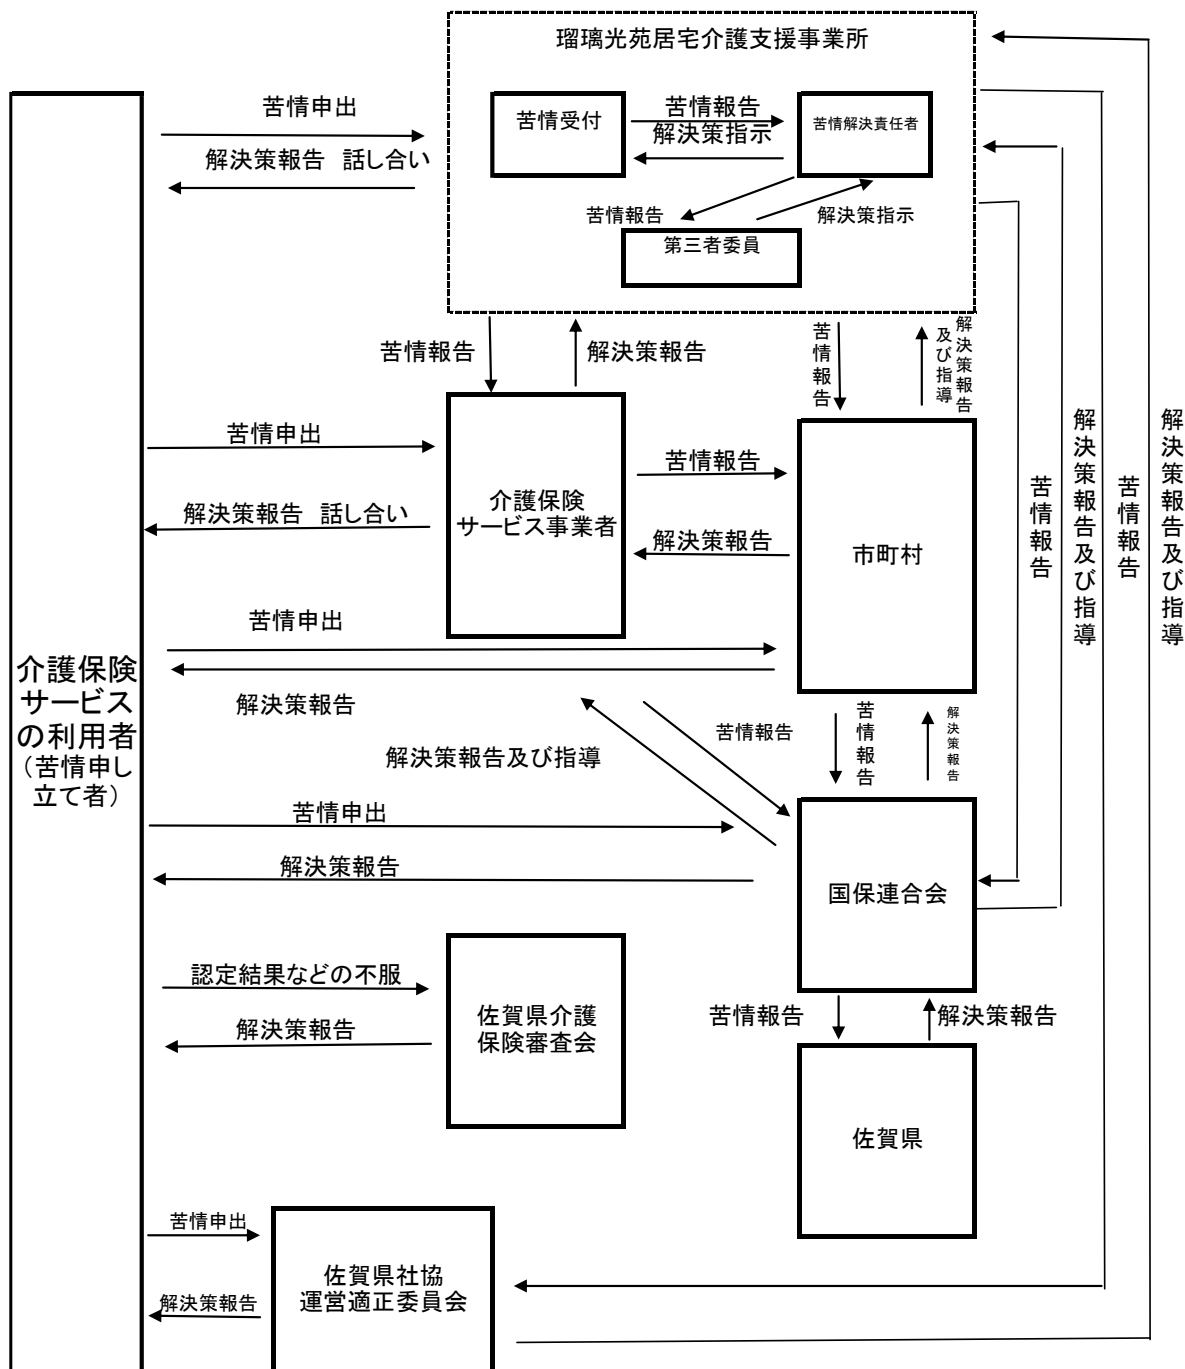 瑠璃光苑居宅介護支援事業所
苦情申出
解決策報告　話し合い
苦情受付
苦情報告
解決策指示
苦情解決責任者
苦情報告
解決策指示
第三者委員
苦情報告
解決策報告
苦情報告
解決策報告
及び指導
苦情申出
解決策報告　話し合い
介護保険
サービス事業者
苦情報告
解決策報告
市町村
苦情報告
解決策報告及び指導
苦情報告
解決策報告及び指導
苦情申出
解決策報告
介護保険
サービス
の利用者
（苦情申し
立て者）
解決策報告及び指導
苦情報告
苦情報告
解決策報告
苦情申出
解決策報告
国保連合会
認定結果などの不服
解決策報告
佐賀県介護
保険審査会
苦情報告
解決策報告
佐賀県
苦情申出
解決策報告
佐賀県社協
運営適正委員会